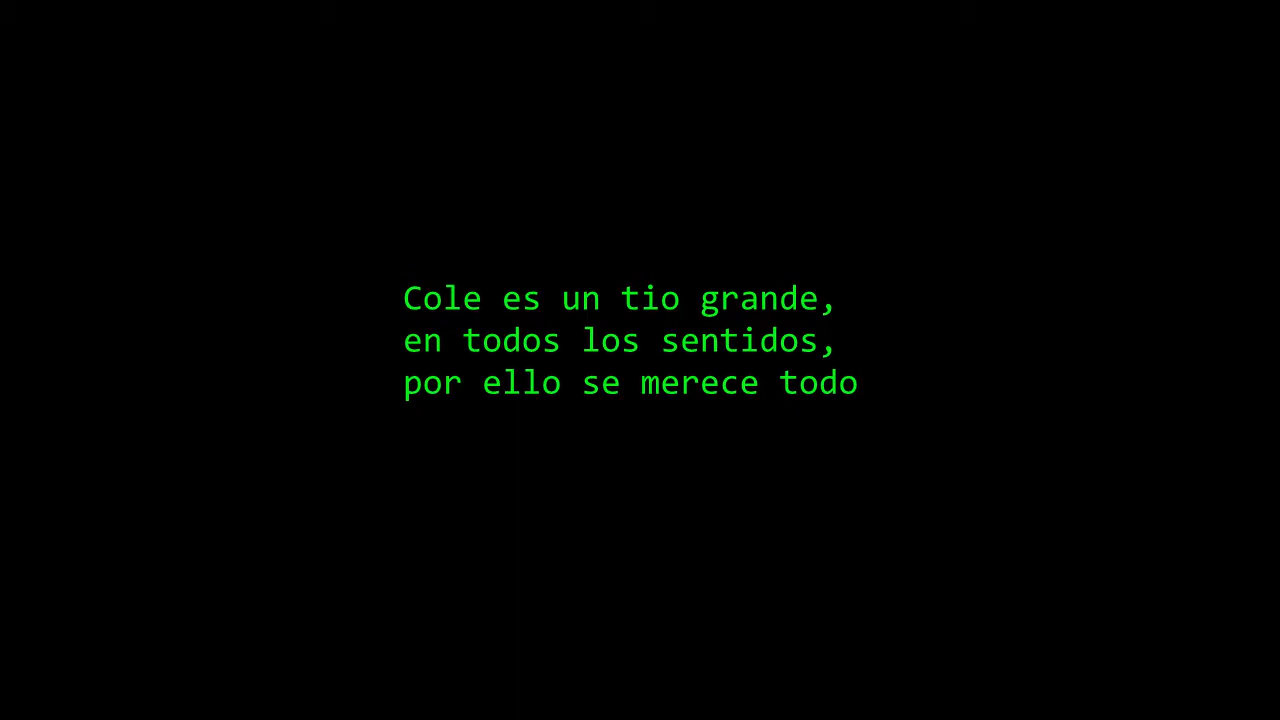 Cole es un tio grande,
en todos los sentidos,
por ello se merece todo